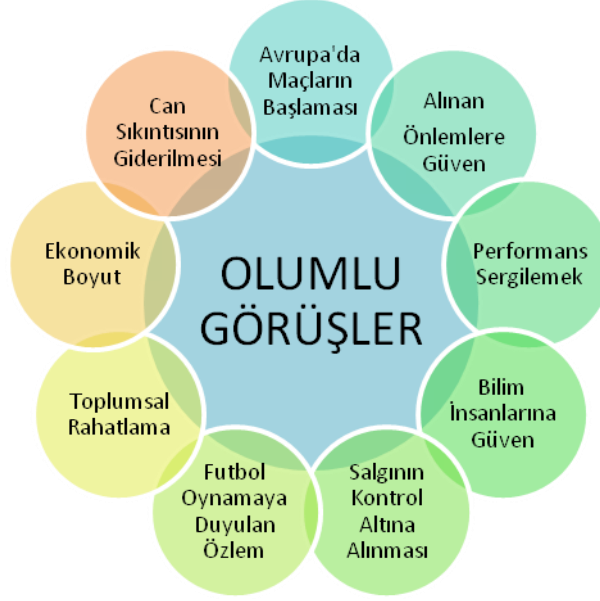 Avrupa'da
Maçların
Başlaması
Alınan
Önlemlere
Güven
Performans
Sergilemek
Bilim
İnsanlarına
Güven
Salgının
Kontrol
Altına
Alınması
Futbol
Oynamaya
Duyulan
Özlem
Toplumsal
Rahatlama
Ekonomik
Boyut
Can
Sıkıntısının
Giderilmesi
OLUMLU
GÖRÜŞLER